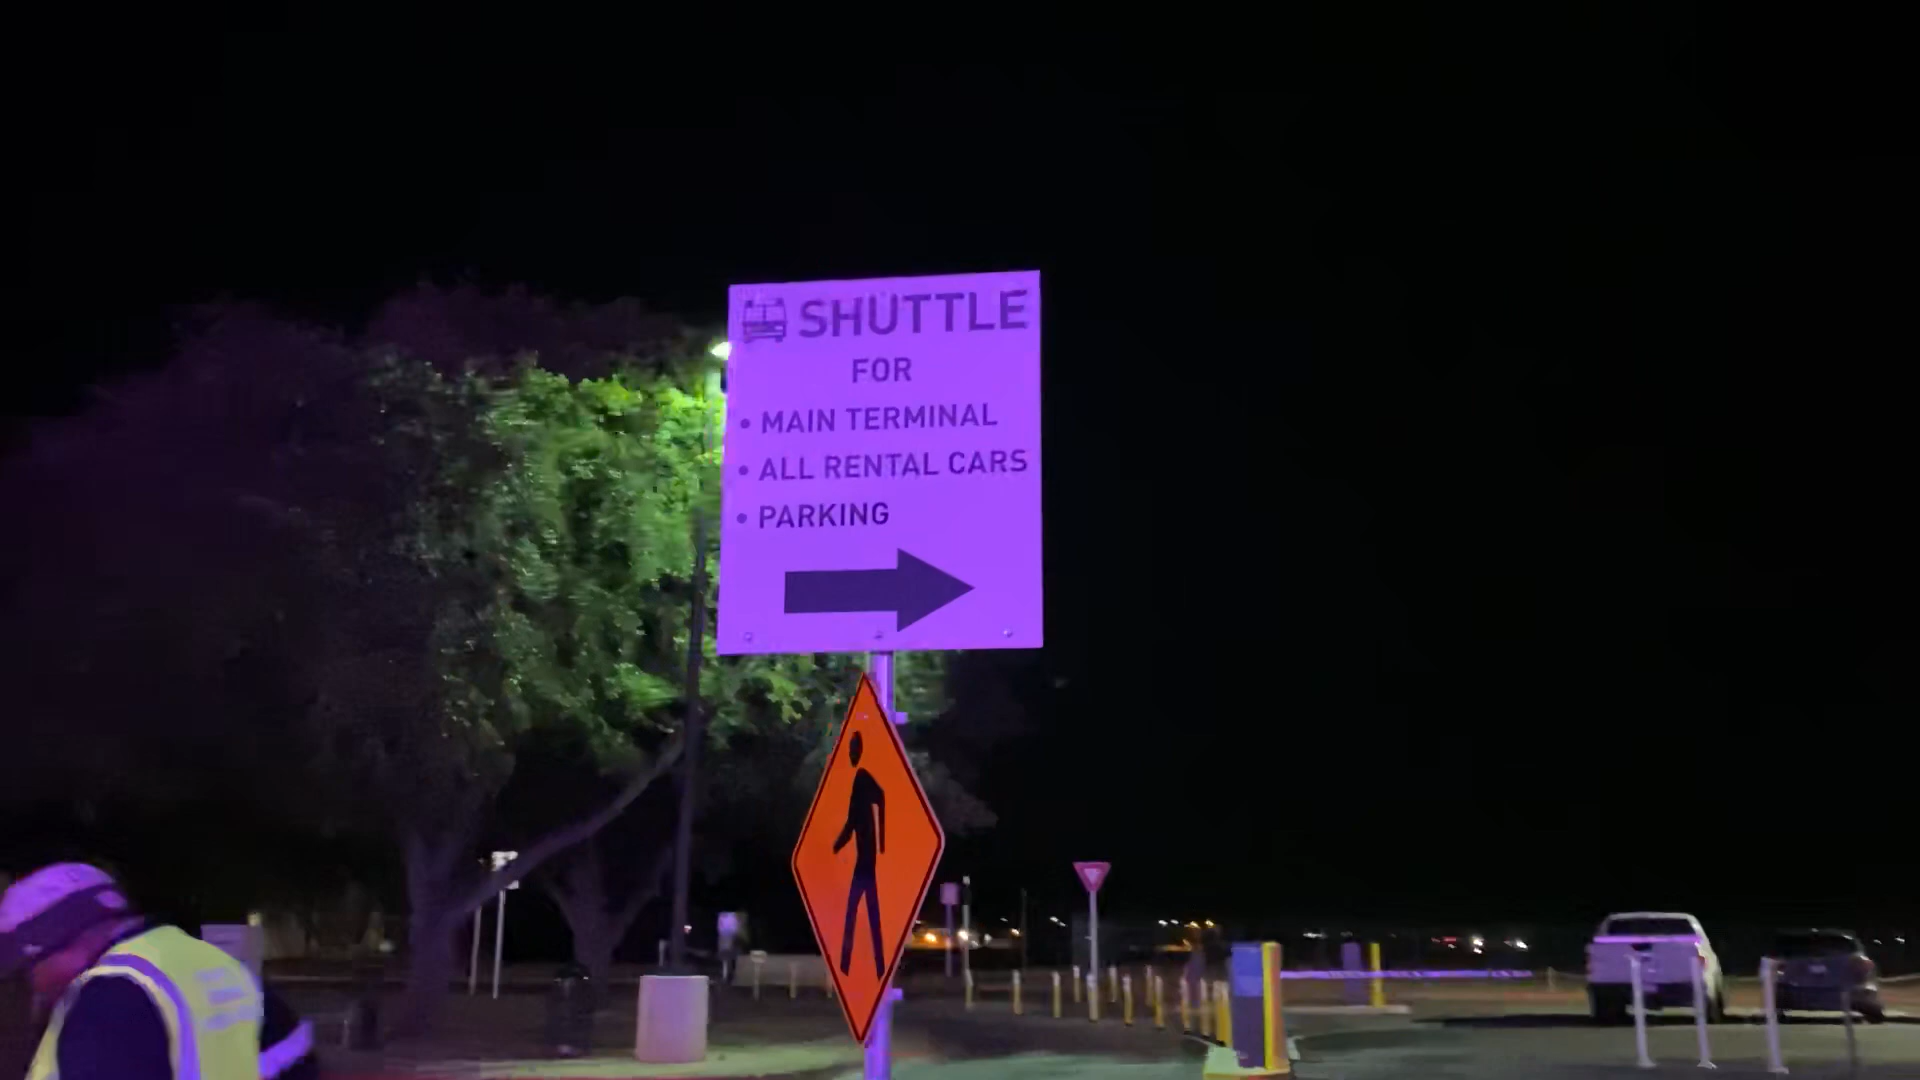 SHUTTLE
FOR
• MAIN TERMINAL
• ALL RENTAL CARS
• PARKING